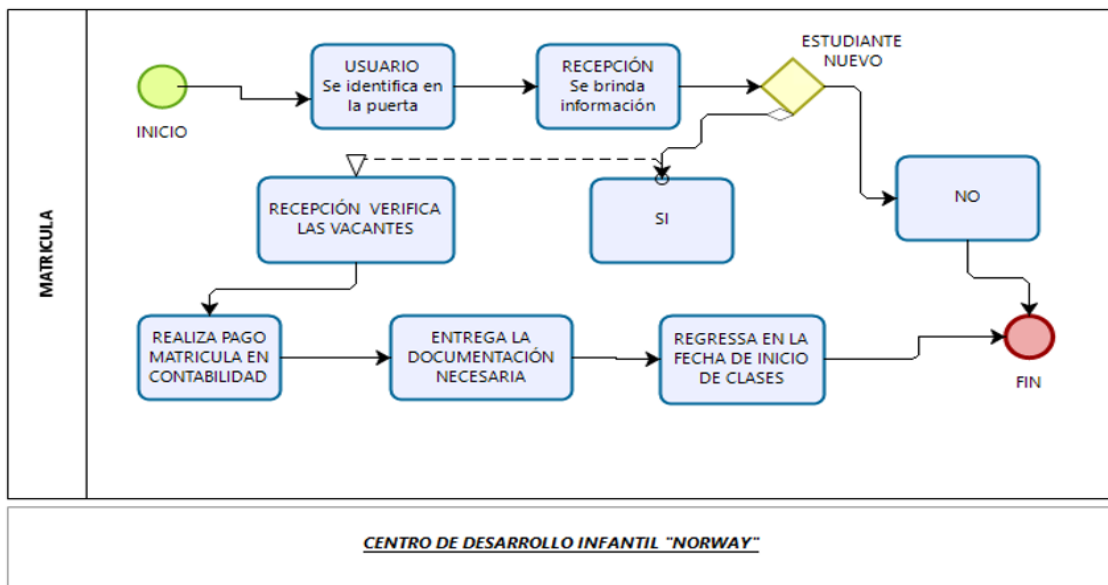 ESTUDIANTE
NUEVO
USUARIO
Se identifica en
la puerta
RECEPCIÓN
Se brinda
información
INICIO
RECEPCIÓN VERIFICA
LAS VACANTES
SI
NO
MATRICULA
REALIZA PAGO
MATRICULA EN
CONTABILIDAD
ENTREGA LA
DOCUMENTACIÓN
NECESARIA
REGRESSA EN LA
FECHA DE INICIO
DE CLASES
FIN
CENTRO DE DESARROLLO INFANTIL "NORWAY"